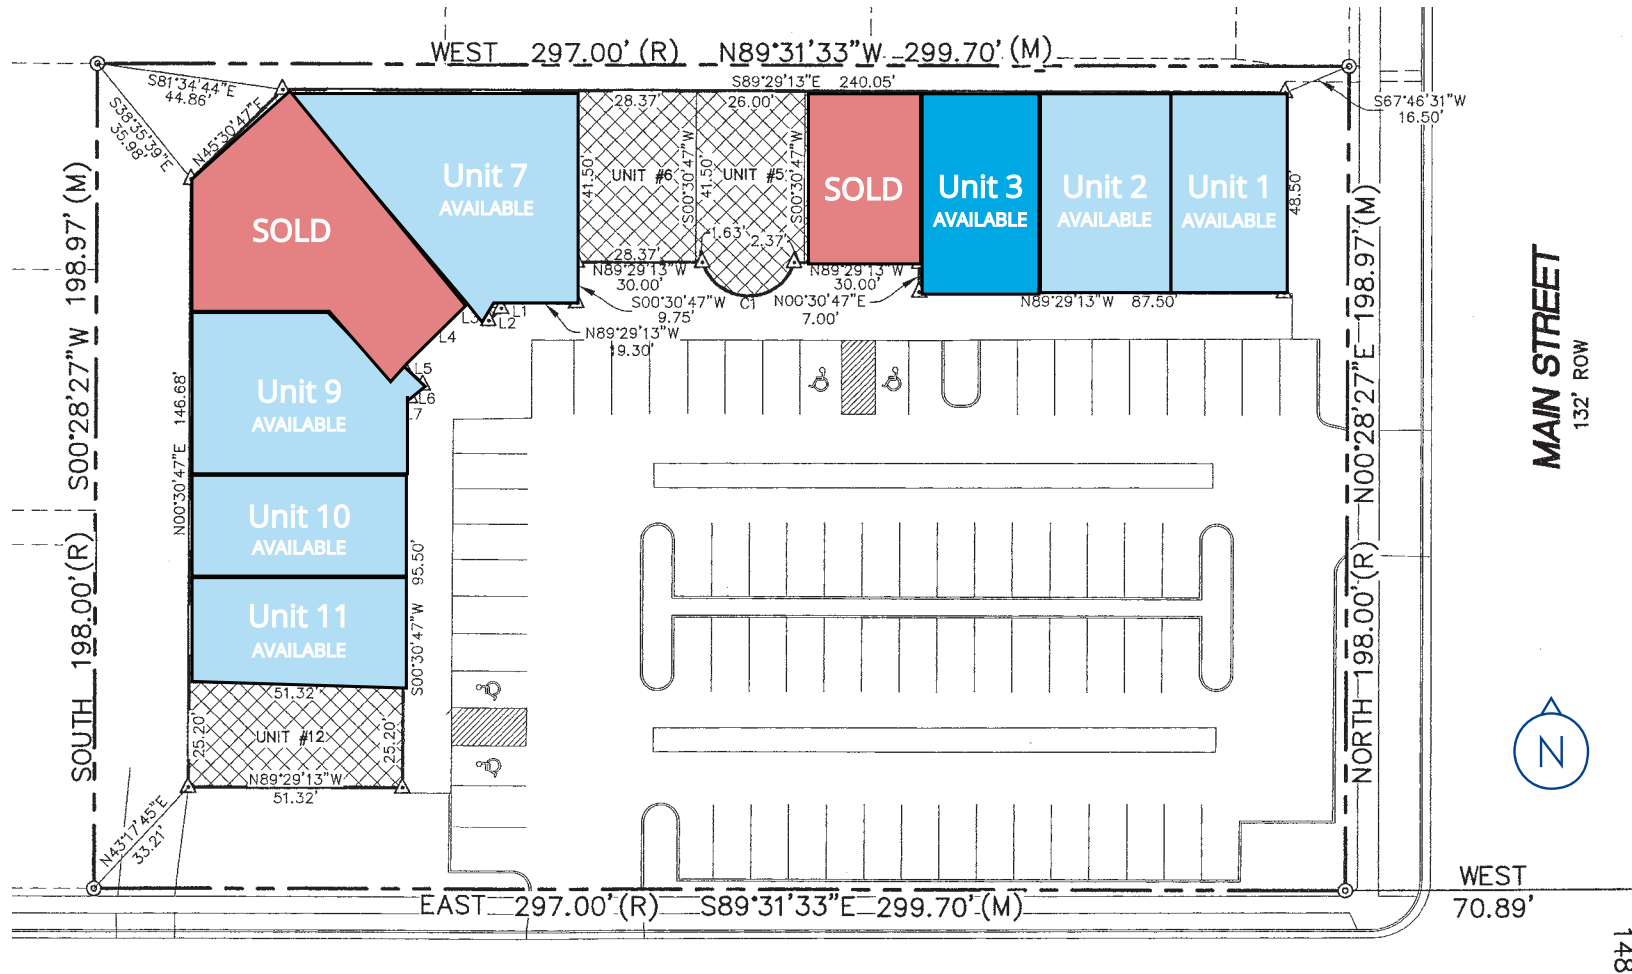 WEST 297.00' (R) N89°31'33"W 299.70' (M)
S89°29'13"E 240.05'
S81°34'44"E
44.86'
S38°35'39"E
35.98'
N45°30'47"E
S67°46'31"W
16.50'
28.37'
26.00'
Unit 7
AVAILABLE
41.50'
UNIT #6
S00°30'47"W
41.50'
UNIT #5
S00°30'47"W
SOLD
Unit 3
AVAILABLE
Unit 2
AVAILABLE
Unit 1
AVAILABLE
48.50'
SOLD
1.63'
2.37'
28.37'
N89°29'13"W
30.00'
S00°30'47"W
9.75'
C1
N89°29'13"W
30.00'
N00°30'47"E
7.00'
N89°29'13"W 87.50'
L1
L2
L3
L4
N89°29'13"W
19.30'
L5
L6
L7
Unit 9
AVAILABLE
Unit 10
AVAILABLE
Unit 11
AVAILABLE
N00°30'47"E 146.68'
S00°30'47"W 95.50'
51.32'
25.20'
UNIT #12
25.20'
N89°29'13"W
51.32'
N43°17'45"E
33.21'
SOUTH 198.00' (R) S00°28'27"W 198.97' (M)
NORTH 198.00' (R) N00°28'27"E 198.97' (M)
MAIN STREET
132' ROW
N
EAST 297.00' (R) S89°31'33"E 299.70' (M)
WEST
70.89'
148